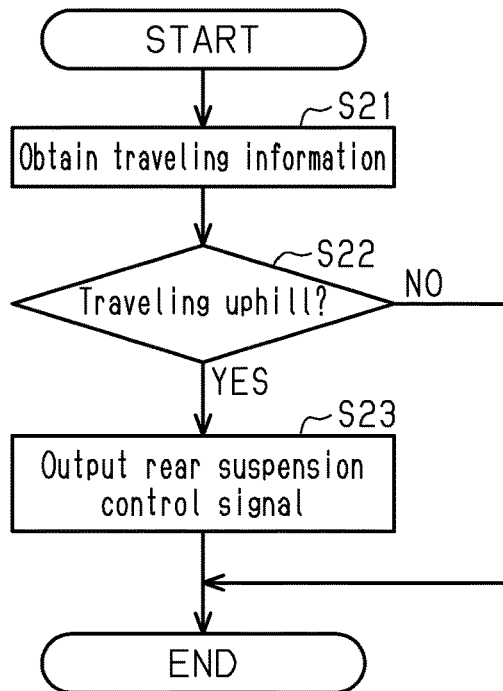 START
S21
Obtain traveling information
S22
Traveling uphill?
NO
YES
S23
Output rear suspension
control signal
END